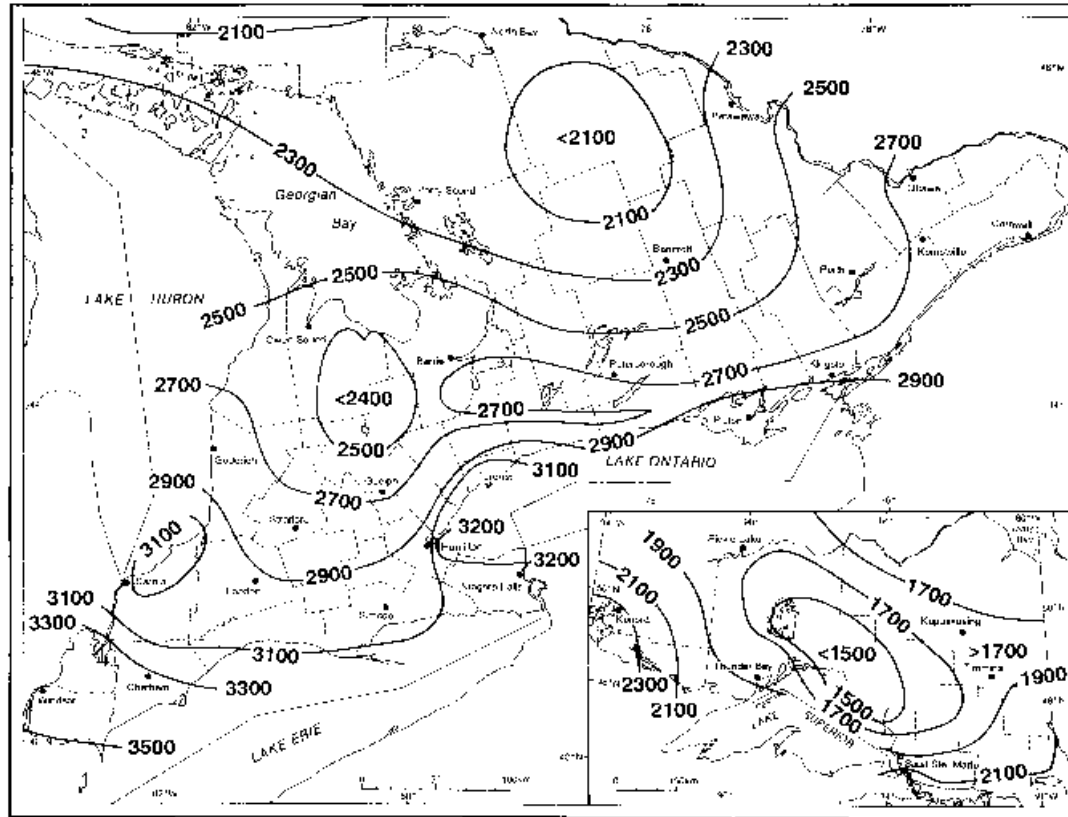 2100
North Bay
2300
2500
2700
<2100
2100
2300
Georgian
Bay
Parry Sound
Ottawa
Cornwall
Kemptville
Bancroft
Perth
2300
LAKE HURON
2500
2500
2500
Owen Sound
Barrie
Peterborough
Kingston
2700
2900
2700
<2400
2700
Picton
2500
2900
LAKE ONTARIO
Goderich
2900
2700
Guelph
3100
Stratford
3100
3200
Hamilton
3200
Sarnia
London
2900
Niagara Falls
3100
Simcoe
3300
3100
Chatham
3300
Windsor
3500
LAKE ERIE
100km
1900
Pickle Lake
2100
1700
Kenora
1700
Kapuskasing
<1500
>1700
Timmins
Thunder Bay
1900
2300
1500
2100
1700
LAKE SUPERIOR
Sault Ste. Marie
2100